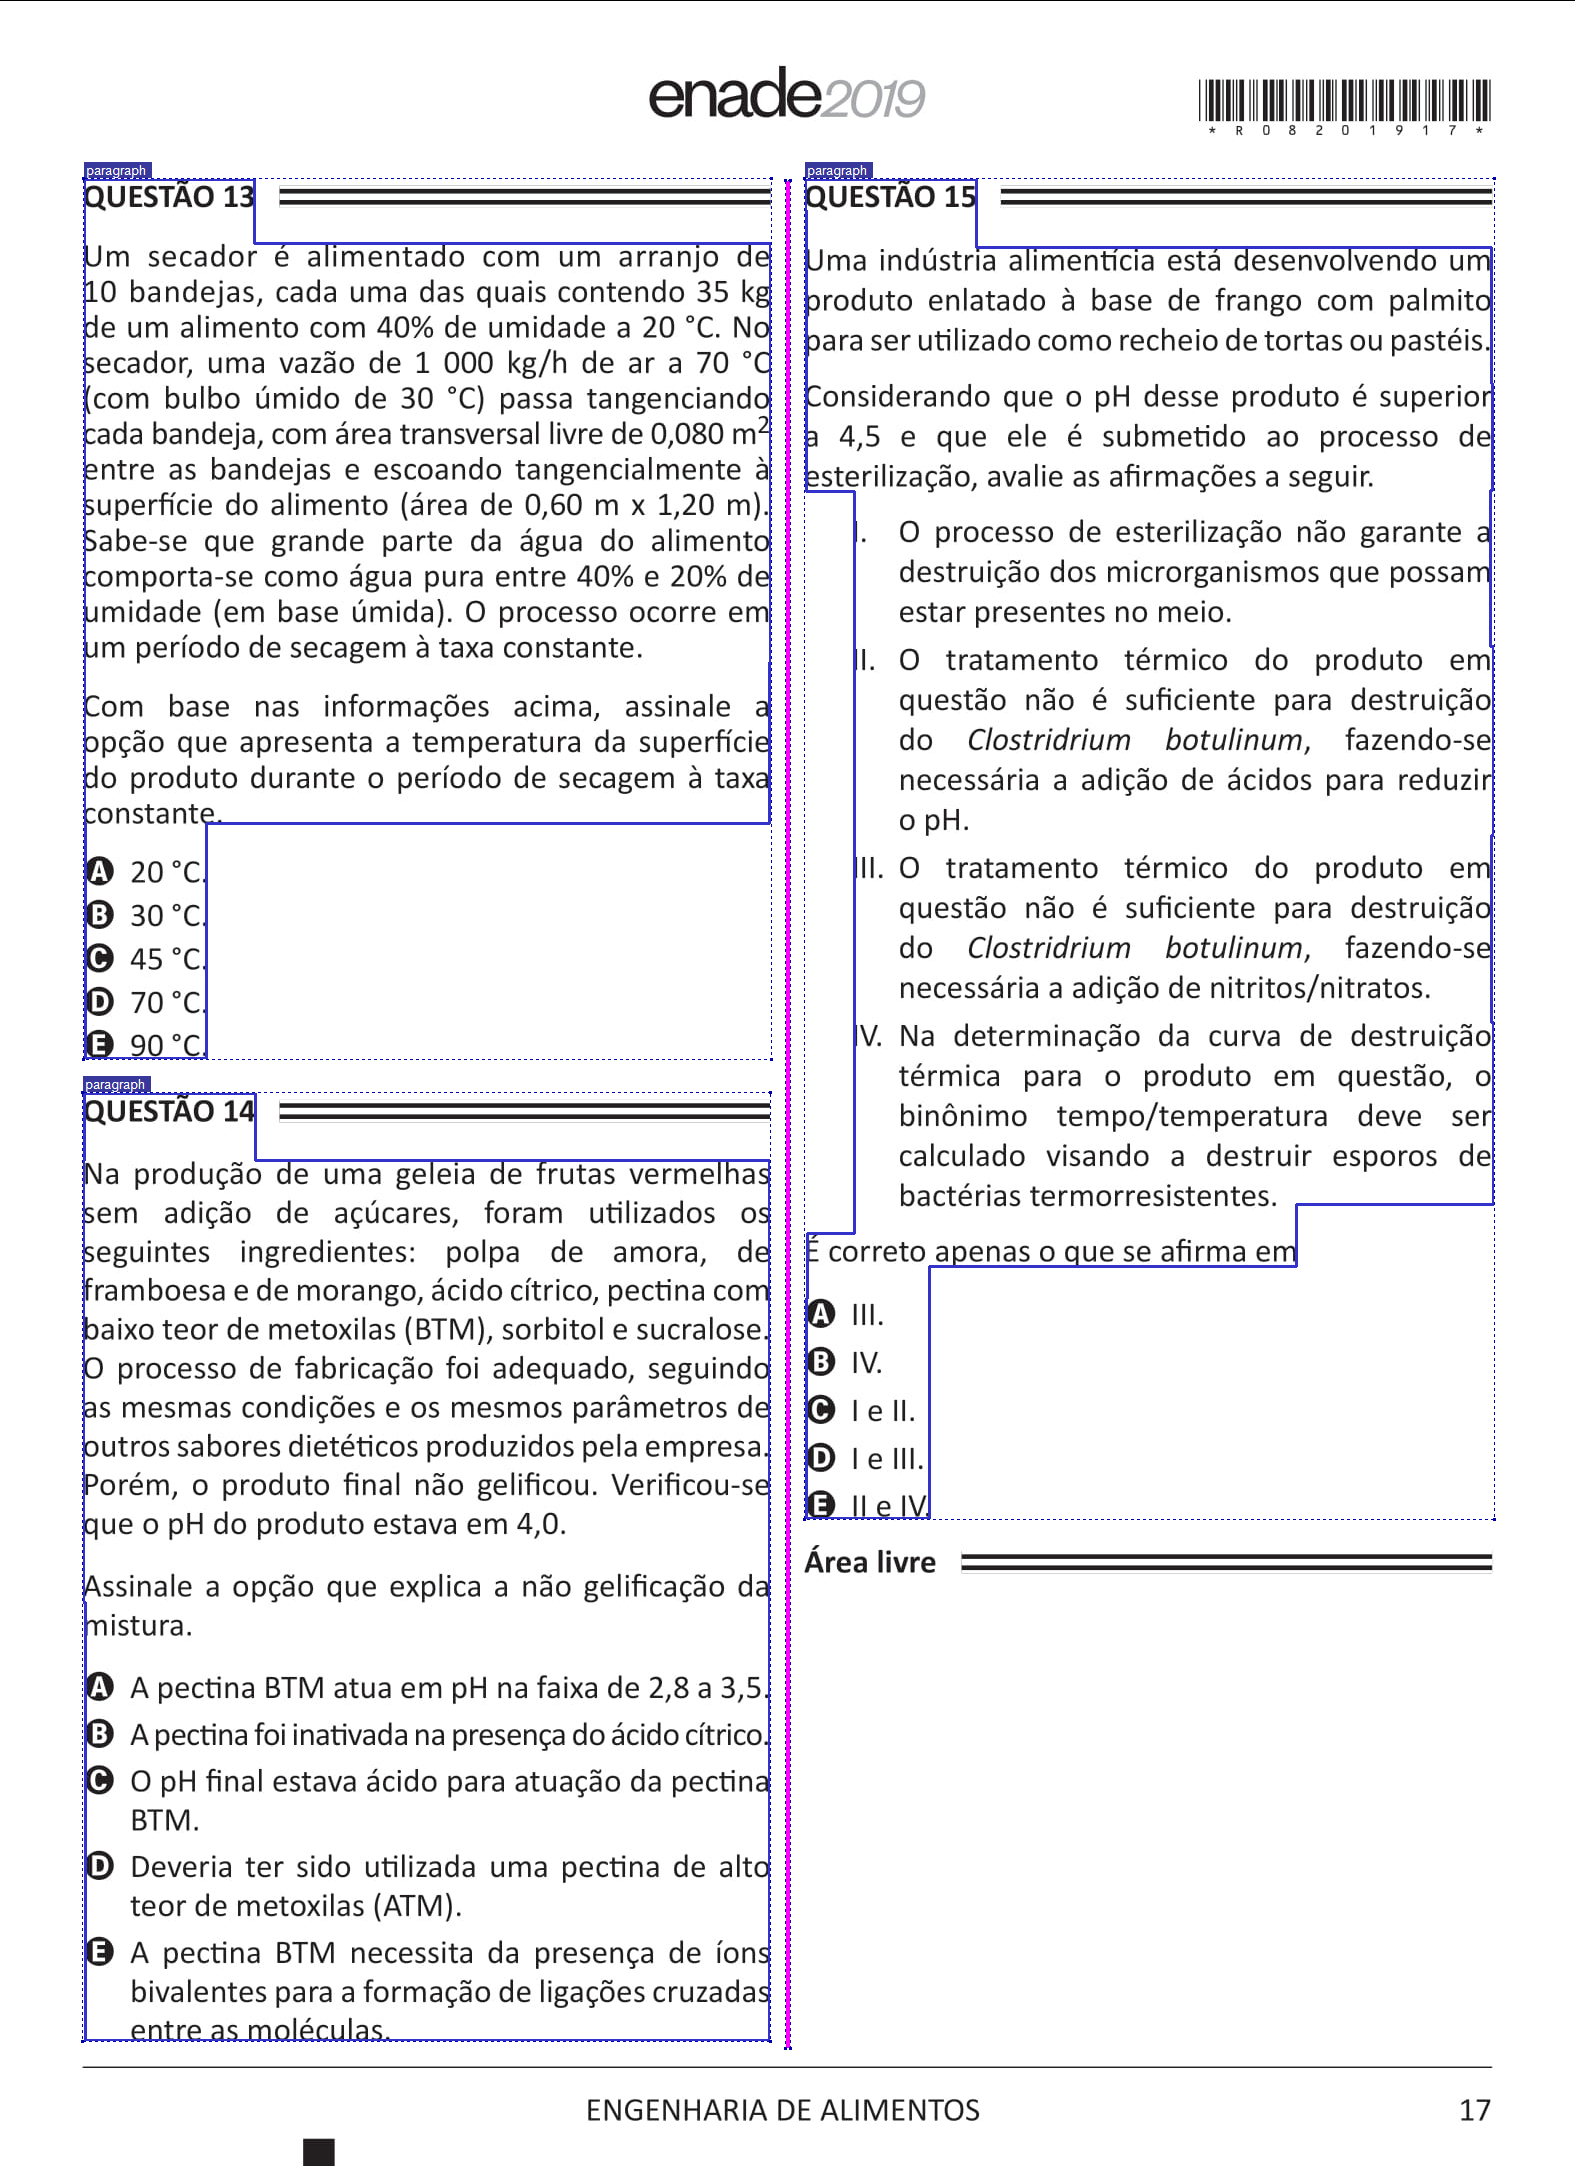 enade2019
*R08201917*
paragraph
QUESTÃO 13
Um secador é alimentado com um arranjo de
10 bandejas, cada uma das quais contendo 35 kg
de um alimento com 40% de umidade a 20 °C. No
secador, uma vazão de 1 000 kg/h de ar a 70 °C
(com bulbo úmido de 30 °C) passa tangenciando
cada bandeja, com área transversal livre de 0,080 m²
entre as bandejas e escoando tangencialmente à
superfície do alimento (área de 0,60 m x 1,20 m).
Sabe-se que grande parte da água do alimento
comporta-se como água pura entre 40% e 20% de
umidade (em base úmida). O processo ocorre em
um período de secagem à taxa constante.
Com base nas informações acima, assinale a
opção que apresenta a temperatura da superfície
do produto durante o período de secagem à taxa
constante.
A 20 °C.
B 30 °C.
C 45 °C.
D 70 °C.
E 90 °C.
paragraph
QUESTÃO 14
Na produção de uma geleia de frutas vermelhas
sem adição de açúcares, foram utilizados os
seguintes ingredientes: polpa de amora, de
framboesa e de morango, ácido cítrico, pectina com
baixo teor de metoxilas (BTM), sorbitol e sucralose.
O processo de fabricação foi adequado, seguindo
as mesmas condições e os mesmos parâmetros de
outros sabores dietéticos produzidos pela empresa.
Porém, o produto final não gelificou. Verificou-se
que o pH do produto estava em 4,0.
Assinale a opção que explica a não gelificação da
mistura.
A A pectina BTM atua em pH na faixa de 2,8 a 3,5.
B A pectina foi inativada na presença do ácido cítrico.
C O pH final estava ácido para atuação da pectina
BTM.
D Deveria ter sido utilizada uma pectina de alto
teor de metoxilas (ATM).
E A pectina BTM necessita da presença de íons
bivalentes para a formação de ligações cruzadas
entre as moléculas.
paragraph
QUESTÃO 15
Uma indústria alimentícia está desenvolvendo um
produto enlatado à base de frango com palmito
para ser utilizado como recheio de tortas ou pastéis.
Considerando que o pH desse produto é superior
a 4,5 e que ele é submetido ao processo de
esterilização, avalie as afirmações a seguir.
I. O processo de esterilização não garante a
destruição dos microrganismos que possam
estar presentes no meio.
II. O tratamento térmico do produto em
questão não é suficiente para destruição
do Clostridrium botulinum, fazendo-se
necessária a adição de ácidos para reduzir
o pH.
III. O tratamento térmico do produto em
questão não é suficiente para destruição
do Clostridrium botulinum, fazendo-se
necessária a adição de nitritos/nitratos.
IV. Na determinação da curva de destruição
térmica para o produto em questão, o
binônimo tempo/temperatura deve ser
calculado visando a destruir esporos de
bactérias termorresistentes.
É correto apenas o que se afirma em
A III.
B IV.
C I e II.
D I e III.
E II e IV.
Área livre
ENGENHARIA DE ALIMENTOS
17